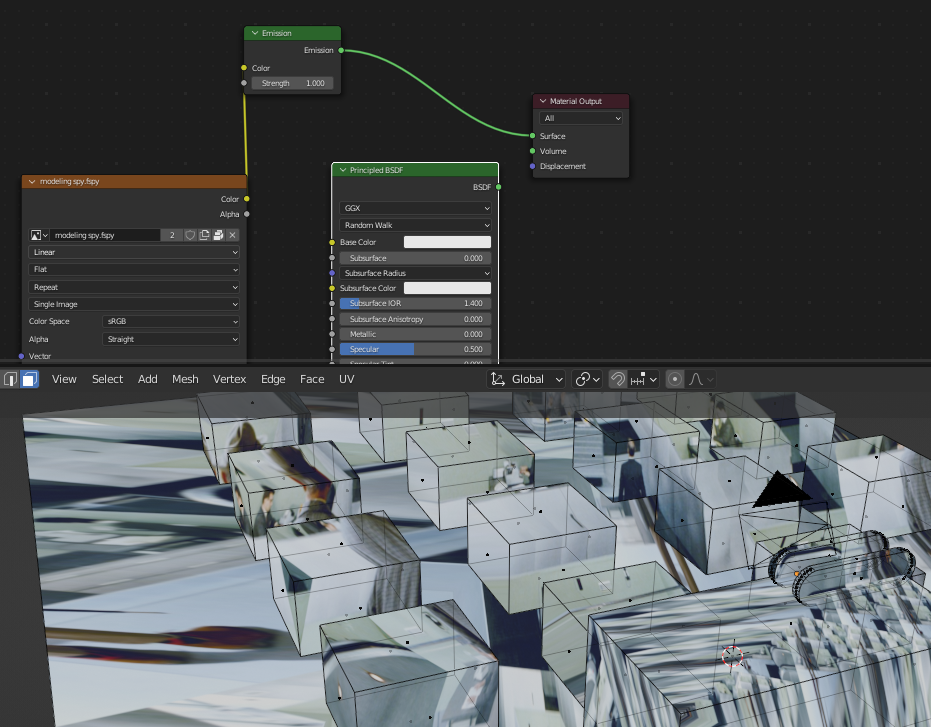 Emission
Emission
Color
Strength 1.000
Material Output
All
Surface
Volume
Displacement
modeling spy.fspy
Color
Alpha
modeling spy.fspy 2
Linear
Flat
Repeat
Single Image
Color Space sRGB
Alpha Straight
Vector
Principled BSDF
BSDF
GGX
Random Walk
Base Color
Subsurface 0.000
Subsurface Radius
Subsurface Color
Subsurface IOR 1.400
Subsurface Anisotropy 0.000
Metallic 0.000
Specular 0.500
View Select Add Mesh Vertex Edge Face UV Global